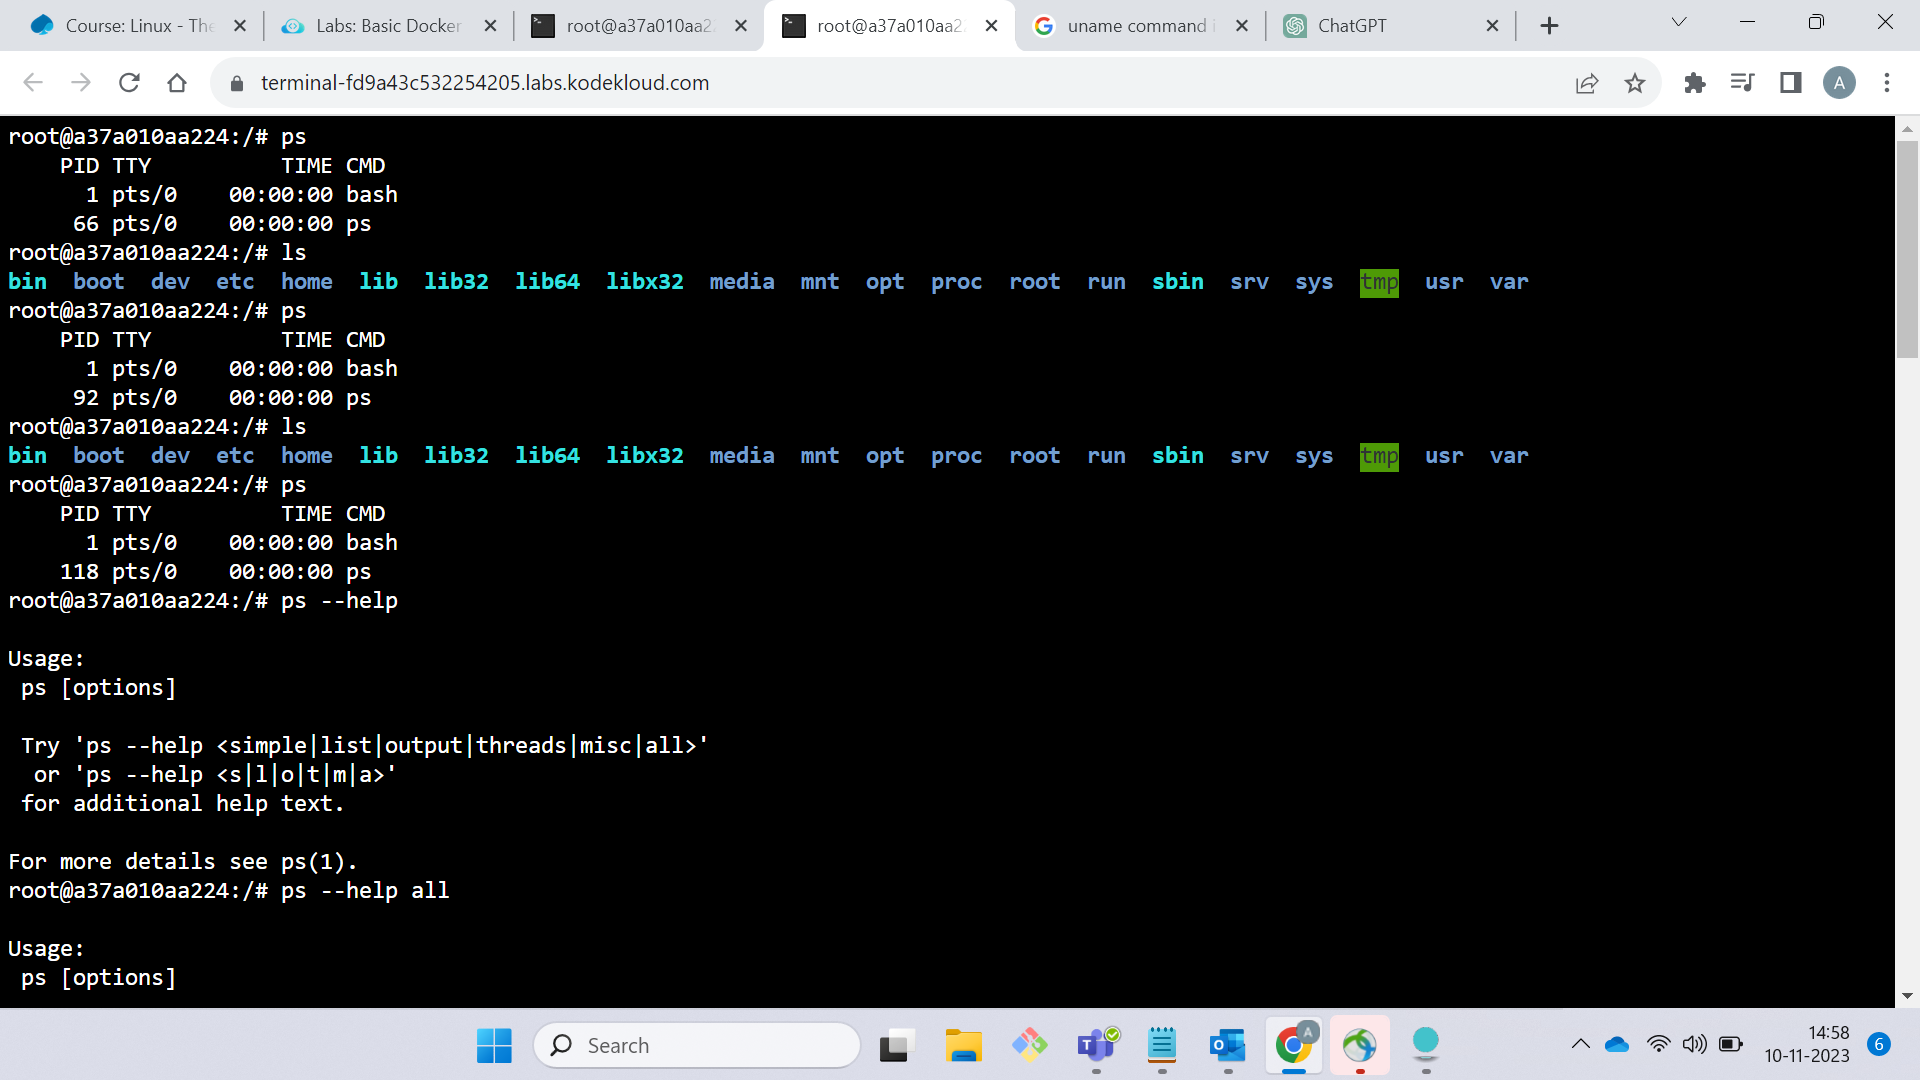 Course: Linux - The
Labs: Basic Docker
root@a37a010aa22
root@a37a010aa2
uname command i
ChatGPT
terminal-fd9a43c532254205.labs.kodekloud.com
A
root@a37a010aa224:/# ps
PID TTY TIME CMD
1 pts/0 00:00:00 bash
66 pts/0 00:00:00 ps
root@a37a010aa224:/# ls
bin boot dev etc home lib lib32 lib64 libx32 media mnt opt proc root run sbin srv sys tmp usr var
root@a37a010aa224:/# ps
PID TTY TIME CMD
1 pts/0 00:00:00 bash
92 pts/0 00:00:00 ps
root@a37a010aa224:/# ls
bin boot dev etc home lib lib32 lib64 libx32 media mnt opt proc root run sbin srv sys tmp usr var
root@a37a010aa224:/# ps
PID TTY TIME CMD
1 pts/0 00:00:00 bash
118 pts/0 00:00:00 ps
root@a37a010aa224:/# ps --help
Usage:
ps [options]
Try 'ps --help <simple|list|output|threads|misc|all>'
or 'ps --help <s|l|o|t|m|a>'
for additional help text.
For more details see ps(1).
root@a37a010aa224:/# ps --help all
Usage:
ps [options]
Search
A
14:58
10-11-2023
6